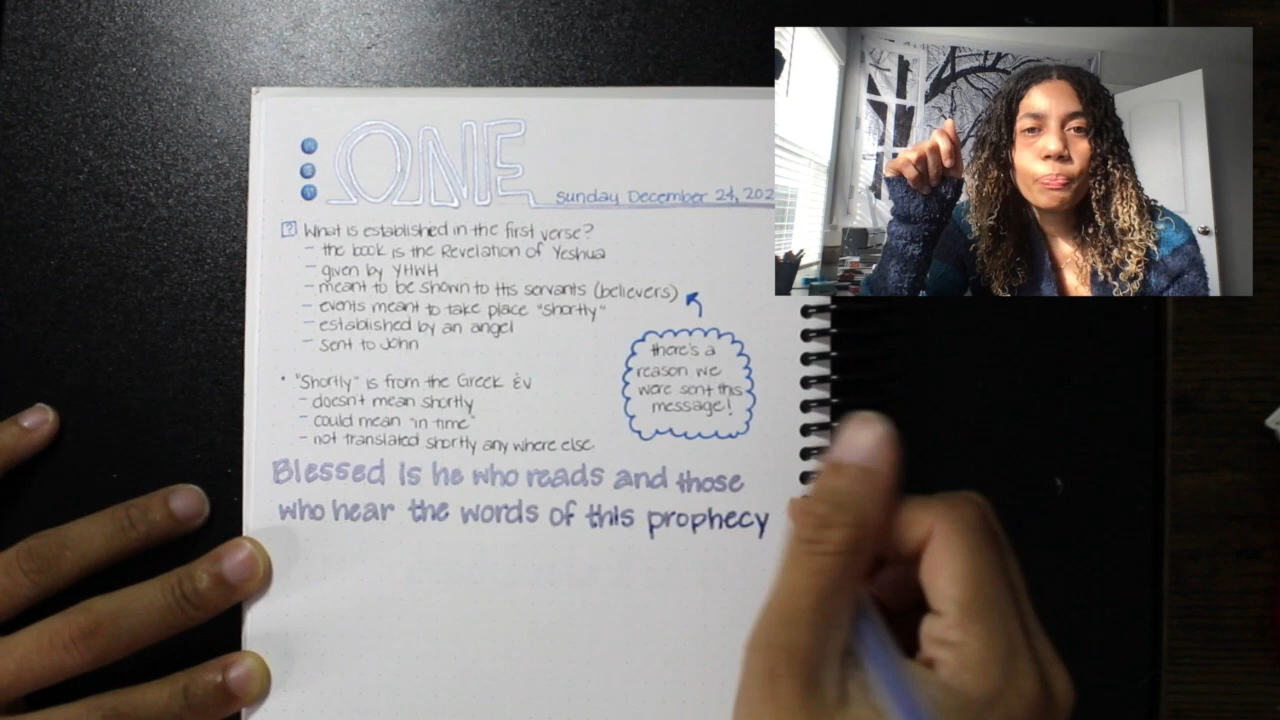 ONE
Sunday December 24, 202
? What is established in the first verse?
- the book is the Revelation of Yeshua
- given by YHWH
- meant to be shown to His servants (believers)
- events meant to take place "shortly"
- established by an angel
- sent to John
there's a
reason we
were sent this
message!
• "Shortly" is from the Greek ἐν
- doesn't mean shortly
- could mean "in time"
- not translated shortly any where else
Blessed is he who reads and those
who hear the words of this prophecy